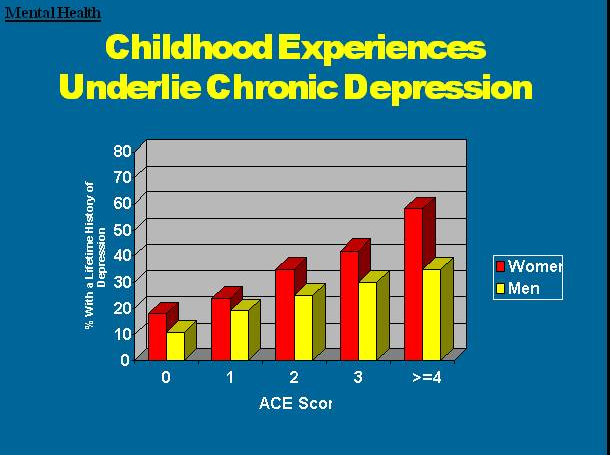 Mental Health
Childhood Experiences
Underlie Chronic Depression
80
70
60
50
40
30
20
10
0
% With a Lifetime History of
Depression
0 1 2 3 >=4
ACE Scor
Womer
Men